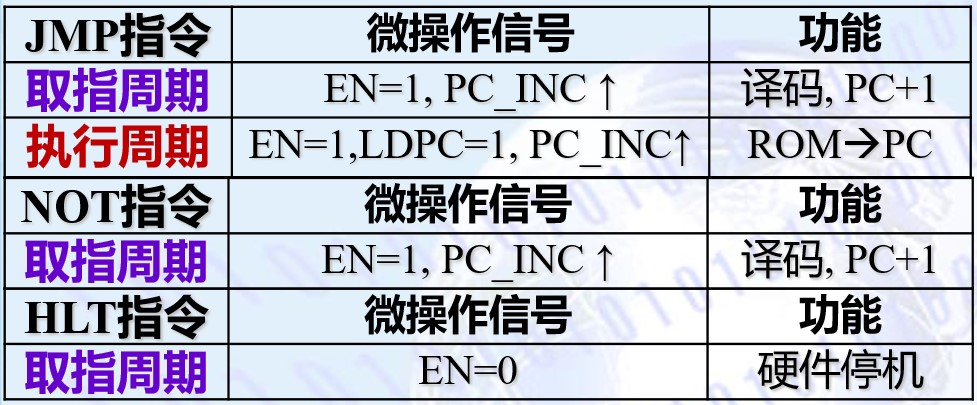 JMP指令 微操作信号 功能
取指周期 EN=1, PC_INC ↑ 译码, PC+1
执行周期 EN=1,LDPC=1, PC_INC↑ ROM→PC
NOT指令 微操作信号 功能
取指周期 EN=1, PC_INC ↑ 译码, PC+1
HLT指令 微操作信号 功能
取指周期 EN=0 硬件停机